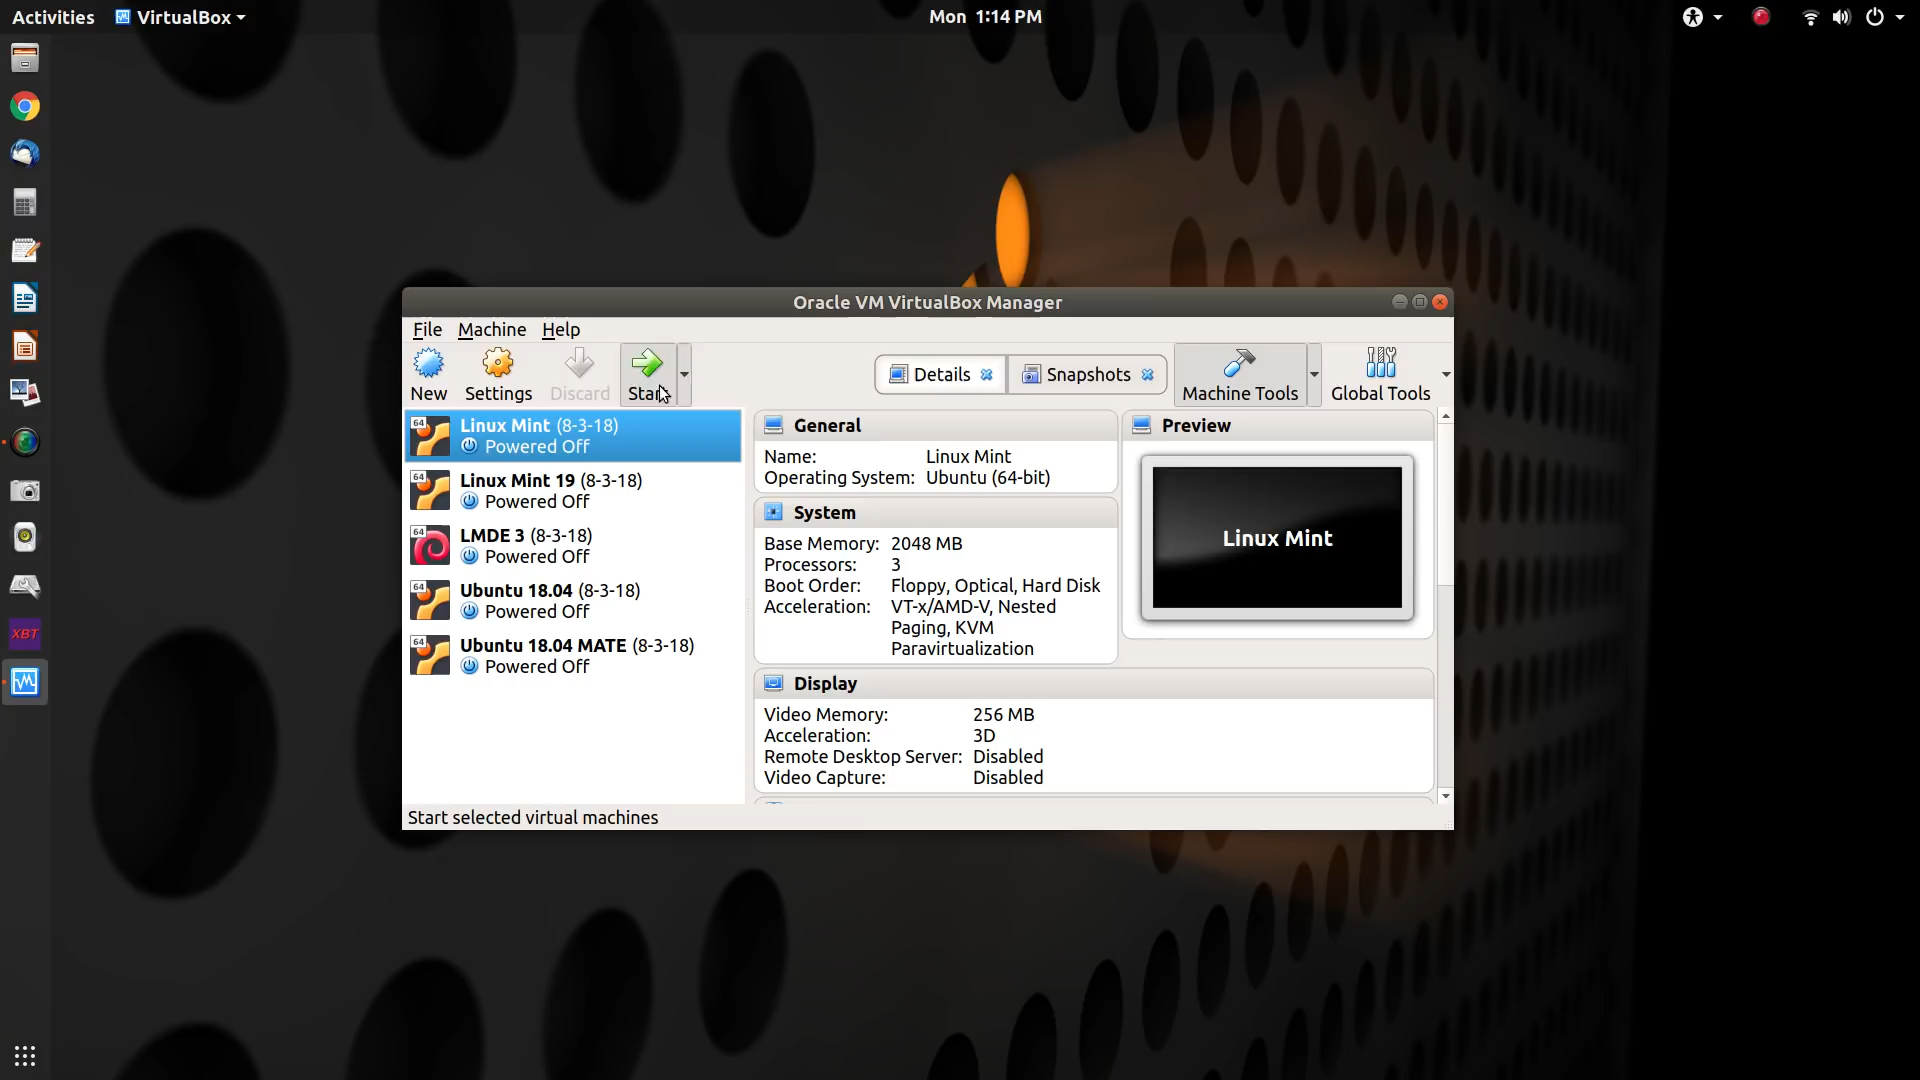 Activities VirtualBox Mon 1:14 PM
Oracle VM VirtualBox Manager
File Machine Help
New Settings Discard Start Details Snapshots Machine Tools Global Tools
64 Linux Mint (8-3-18)
Powered Off
64 Linux Mint 19 (8-3-18)
Powered Off
64 LMDE 3 (8-3-18)
Powered Off
64 Ubuntu 18.04 (8-3-18)
Powered Off
64 Ubuntu 18.04 MATE (8-3-18)
Powered Off
General
Name: Linux Mint
Operating System: Ubuntu (64-bit)
System
Base Memory: 2048 MB
Processors: 3
Boot Order: Floppy, Optical, Hard Disk
Acceleration: VT-x/AMD-V, Nested
Paging, KVM
Paravirtualization
Preview
Linux Mint
Display
Video Memory: 256 MB
Acceleration: 3D
Remote Desktop Server: Disabled
Video Capture: Disabled
Start selected virtual machines
XBT